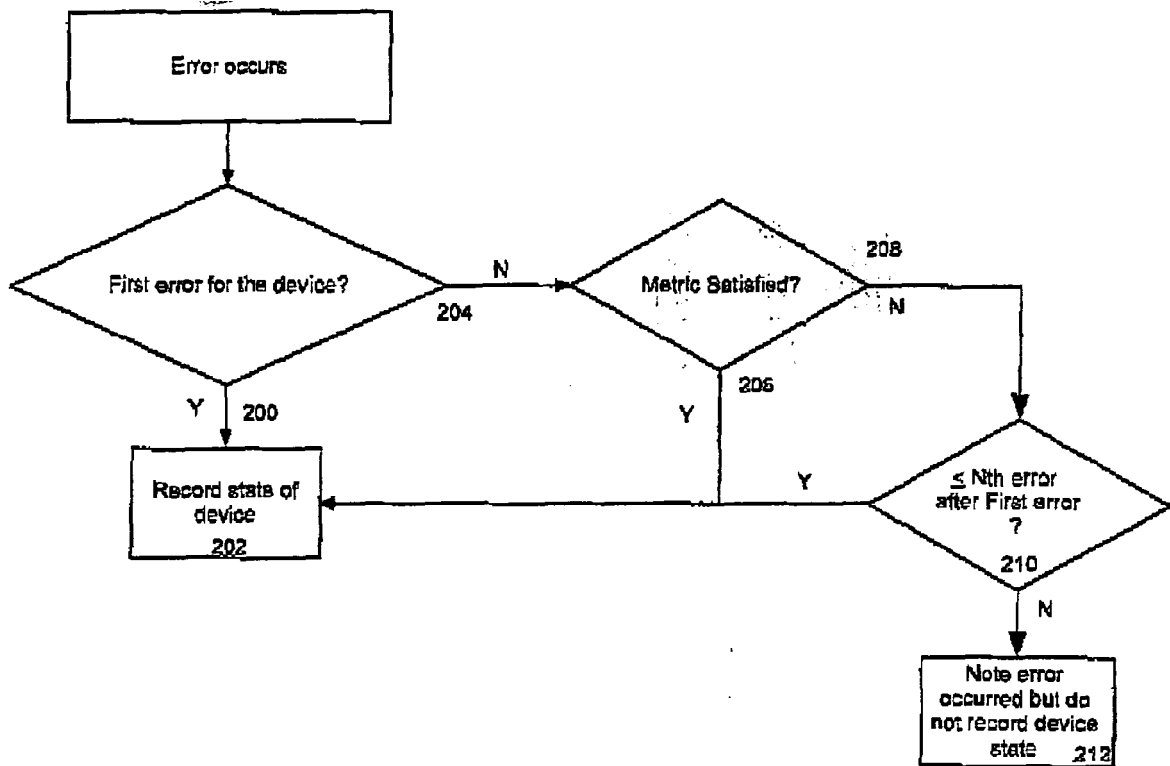 Error occurs
First error for the device?
N
204
Metric Satisfied?
208
N
206
Y
Y
200
Record state of
device
202
Y
≤ Nth error
after First error
?
210
N
Note error
occurred but do
not record device
state
212